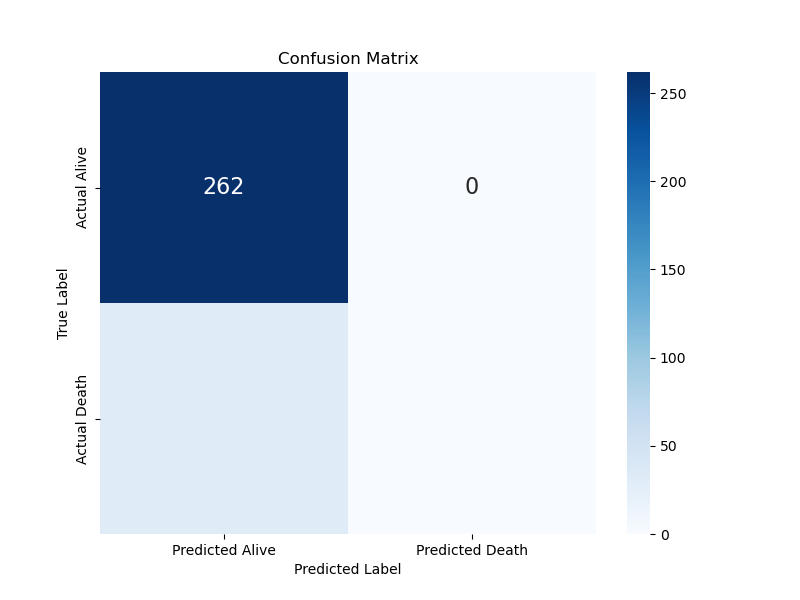 Confusion Matrix
Actual Alive
262
0
Actual Death
True Label
Predicted Alive
Predicted Death
Predicted Label
250
200
150
100
50
0